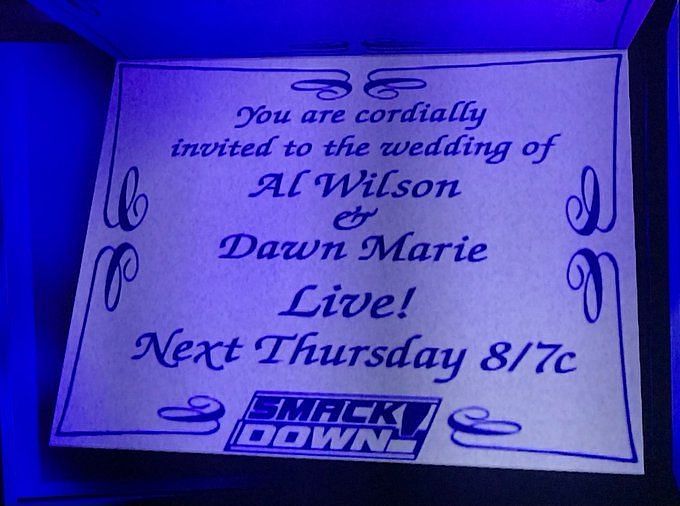 You are cordially
invited to the wedding of
Al Wilson
&
Dawn Marie
Live!
Next Thursday 8/7c
SMACK
DOWN!